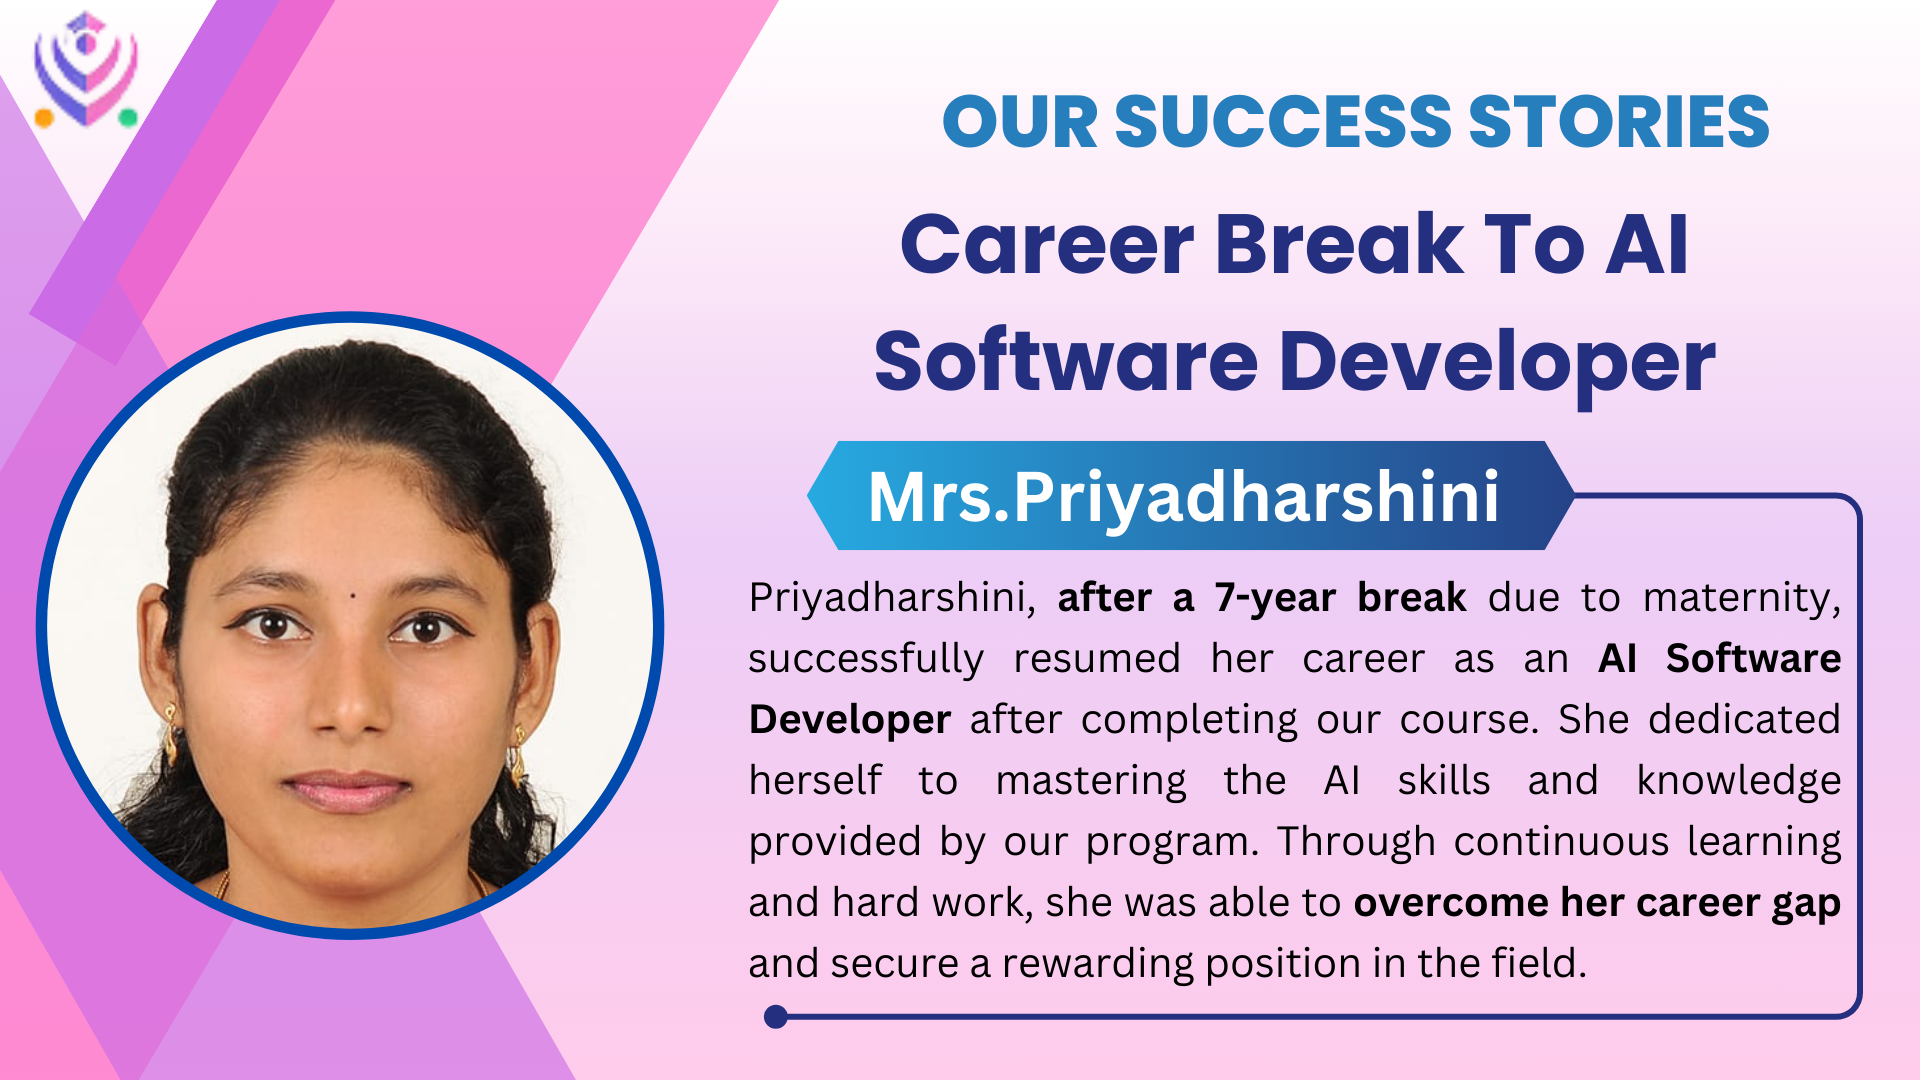 OUR SUCCESS STORIES
Career Break To AI
Software Developer
Mrs.Priyadharshini
Priyadharshini, after a 7-year break due to maternity,
successfully resumed her career as an AI Software
Developer after completing our course. She dedicated
herself to mastering the AI skills and knowledge
provided by our program. Through continuous learning
and hard work, she was able to overcome her career gap
and secure a rewarding position in the field.